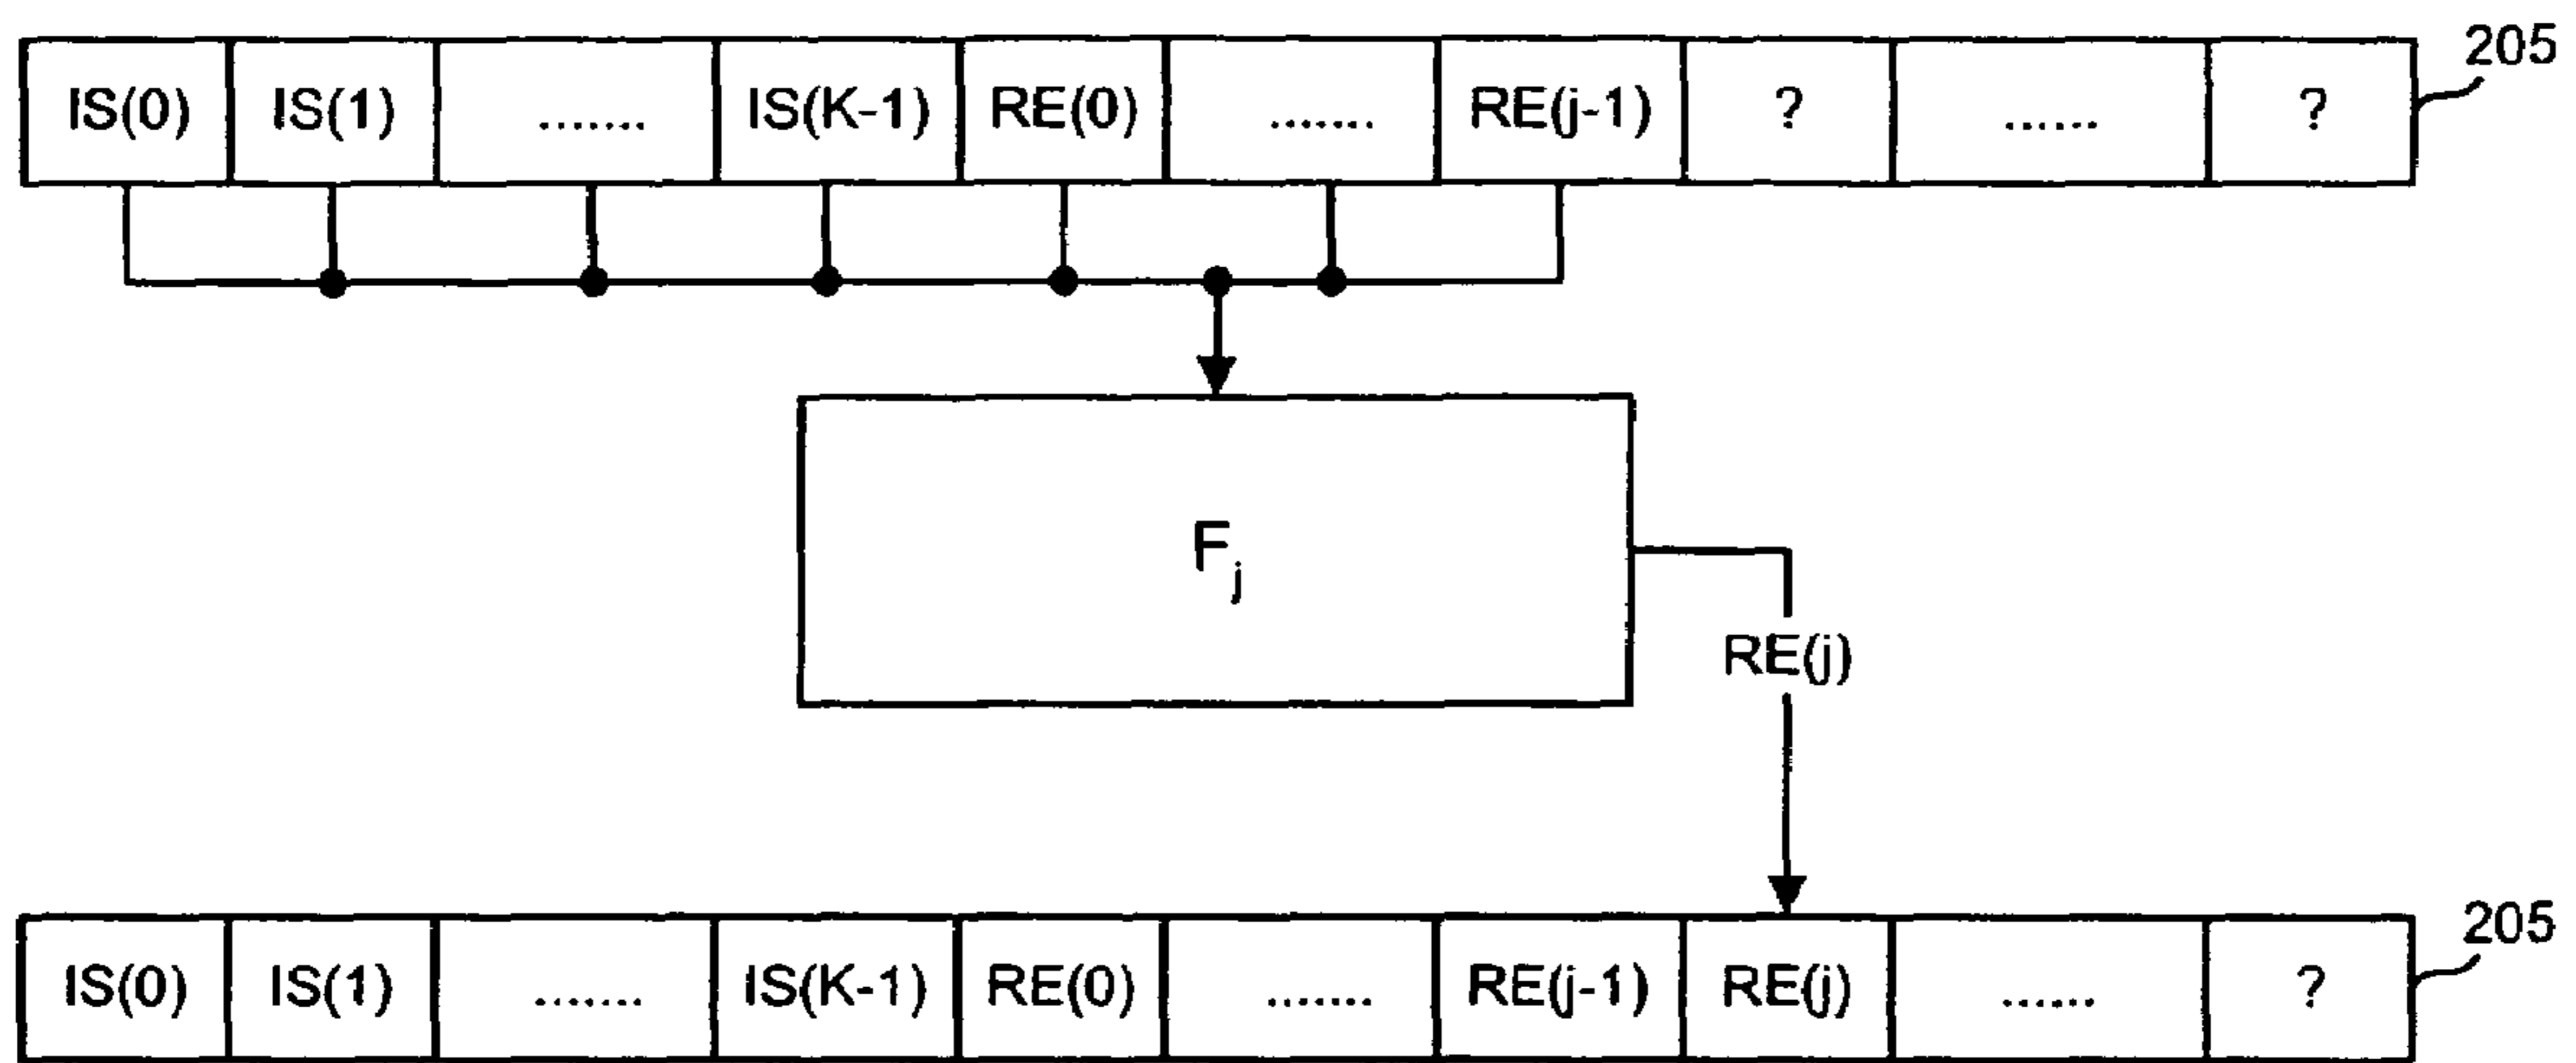 205
IS(0) IS(1) ....... IS(K-1) RE(0) ....... RE(j-1) ? ...... ?
Fj
RE(j)
205
IS(0) IS(1) ....... IS(K-1) RE(0) ....... RE(j-1) RE(j) ...... ?